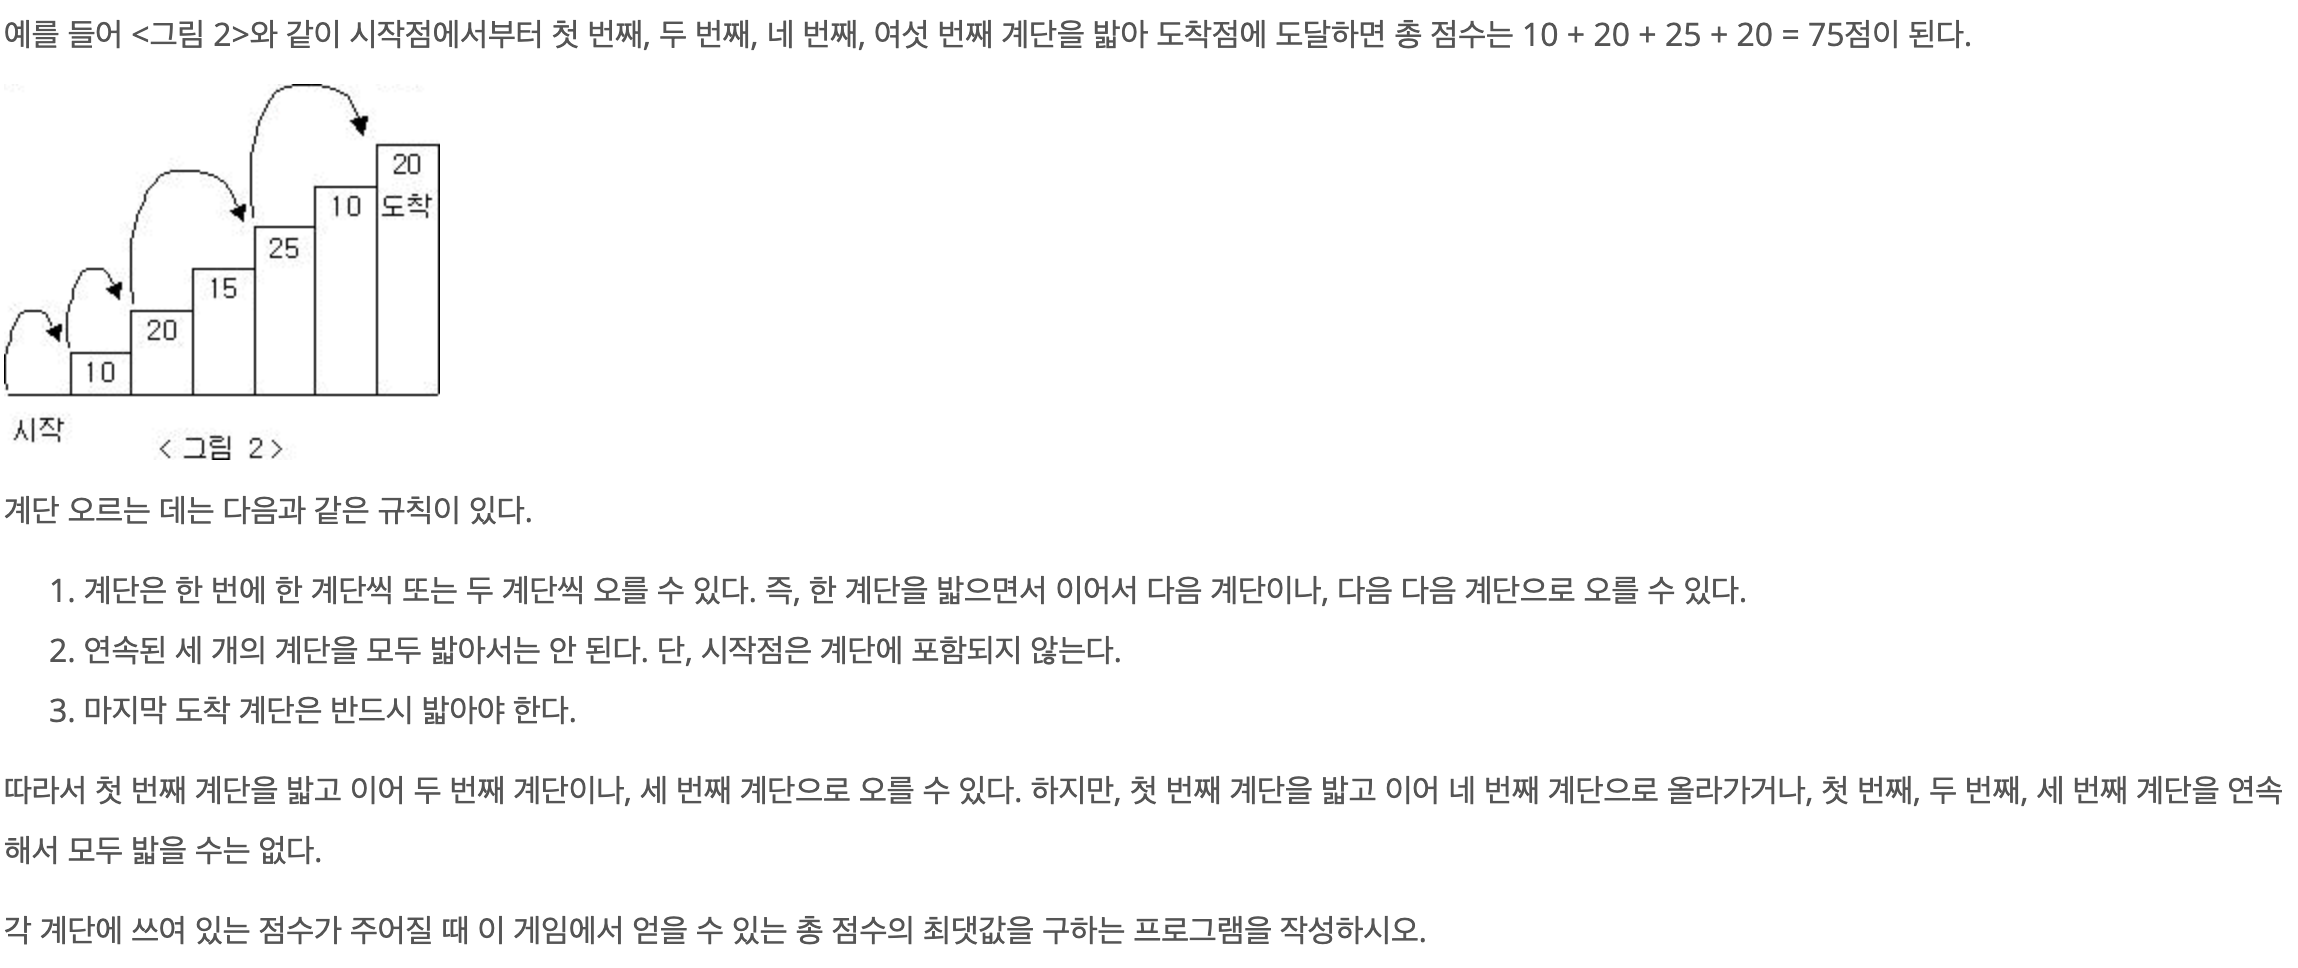 예를 들어 <그림 2>와 같이 시작점에서부터 첫 번째, 두 번째, 네 번째, 여섯 번째 계단을 밟아 도착점에 도달하면 총 점수는 10 + 20 + 25 + 20 = 75점이 된다.
20
10 도착
25
15
20
10
시작
< 그림 2>
계단 오르는 데는 다음과 같은 규칙이 있다.
1. 계단은 한 번에 한 계단씩 또는 두 계단씩 오를 수 있다. 즉, 한 계단을 밟으면서 이어서 다음 계단이나, 다음 다음 계단으로 오를 수 있다.
2. 연속된 세 개의 계단을 모두 밟아서는 안 된다. 단, 시작점은 계단에 포함되지 않는다.
3. 마지막 도착 계단은 반드시 밟아야 한다.
따라서 첫 번째 계단을 밟고 이어 두 번째 계단이나, 세 번째 계단으로 오를 수 있다. 하지만, 첫 번째 계단을 밟고 이어 네 번째 계단으로 올라가거나, 첫 번째, 두 번째, 세 번째 계단을 연속
해서 모두 밟을 수는 없다.
각 계단에 쓰여 있는 점수가 주어질 때 이 게임에서 얻을 수 있는 총 점수의 최댓값을 구하는 프로그램을 작성하시오.